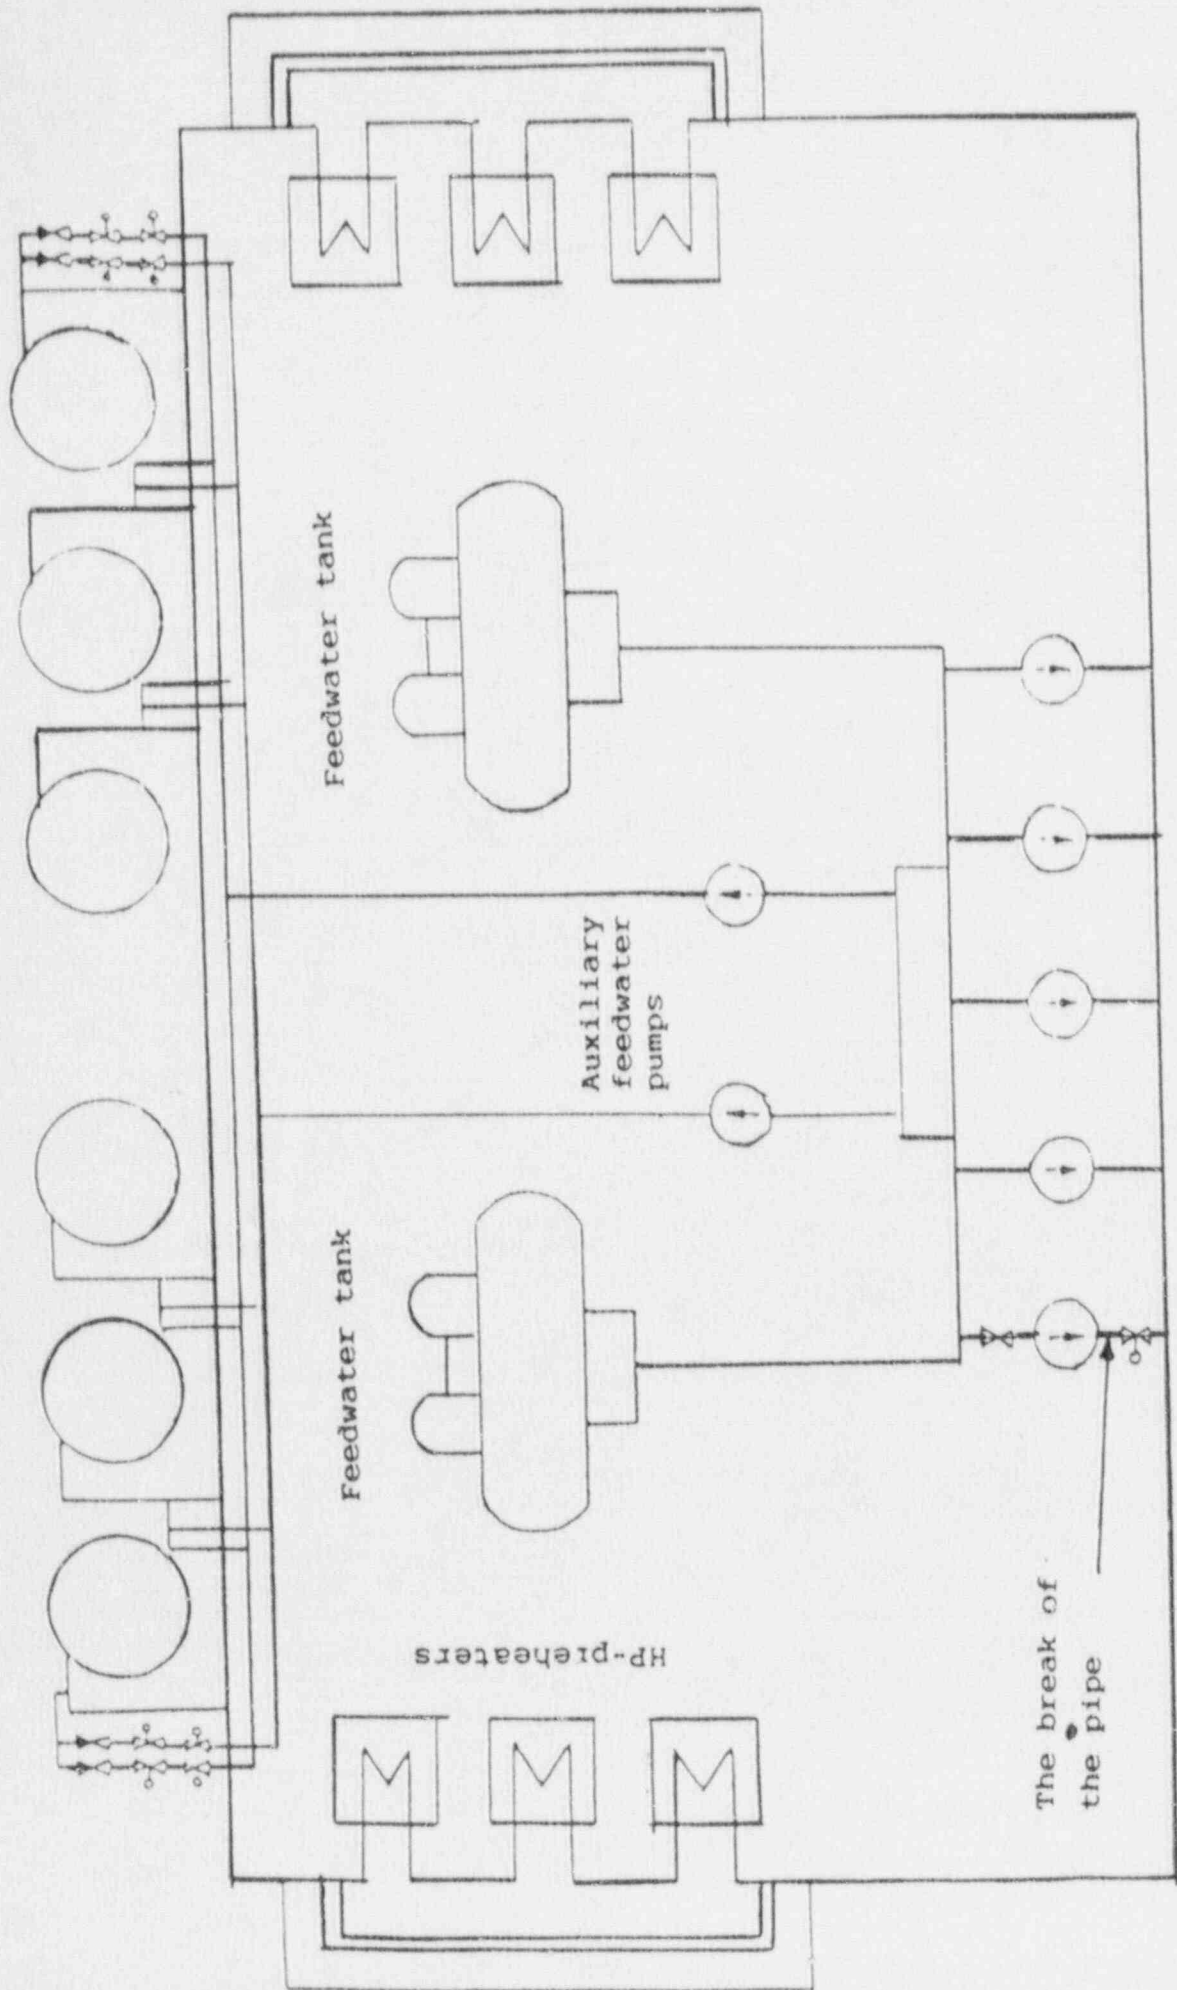 Feedwater tank
Feedwater tank
Auxiliary
feedwater
pumps
HP-preheaters
The break of
the pipe